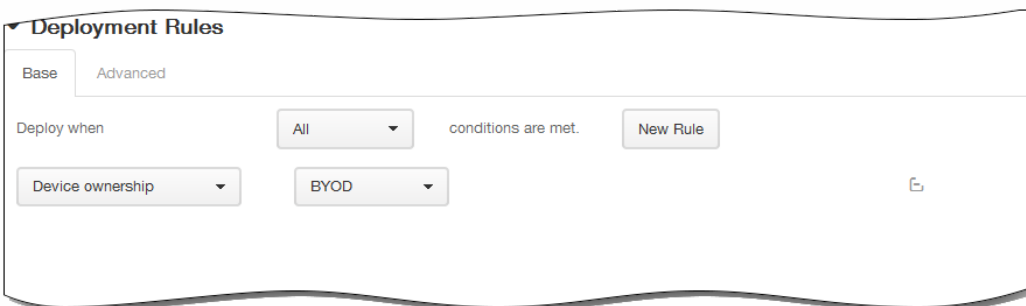 Deployment Rules
Base Advanced
Deploy when All conditions are met. New Rule
Device ownership BYOD